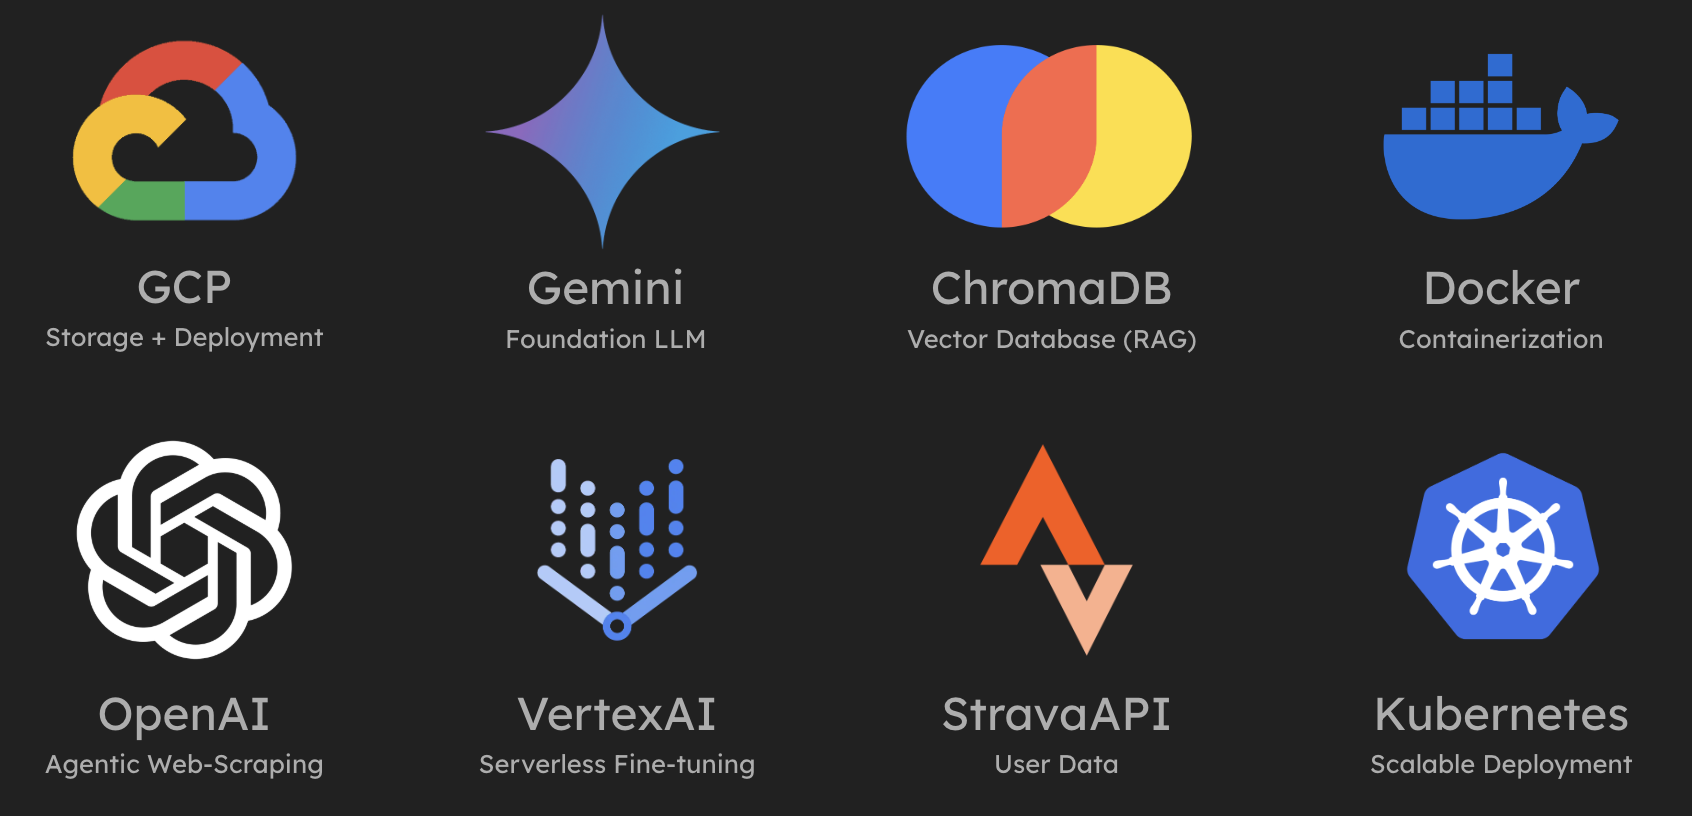 GCP
Storage + Deployment
Gemini
Foundation LLM
ChromaDB
Vector Database (RAG)
Docker
Containerization
OpenAI
Agentic Web-Scraping
VertexAI
Serverless Fine-tuning
StravaAPI
User Data
Kubernetes
Scalable Deployment